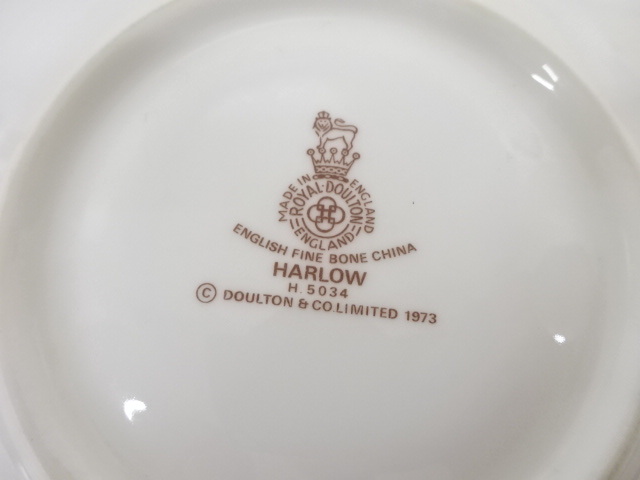 MADE IN ENGLAND
ROYAL·DOULTON
ENGLAND
ENGLISH FINE BONE CHINA
HARLOW
H. 5034
© DOULTON & CO. LIMITED 1973